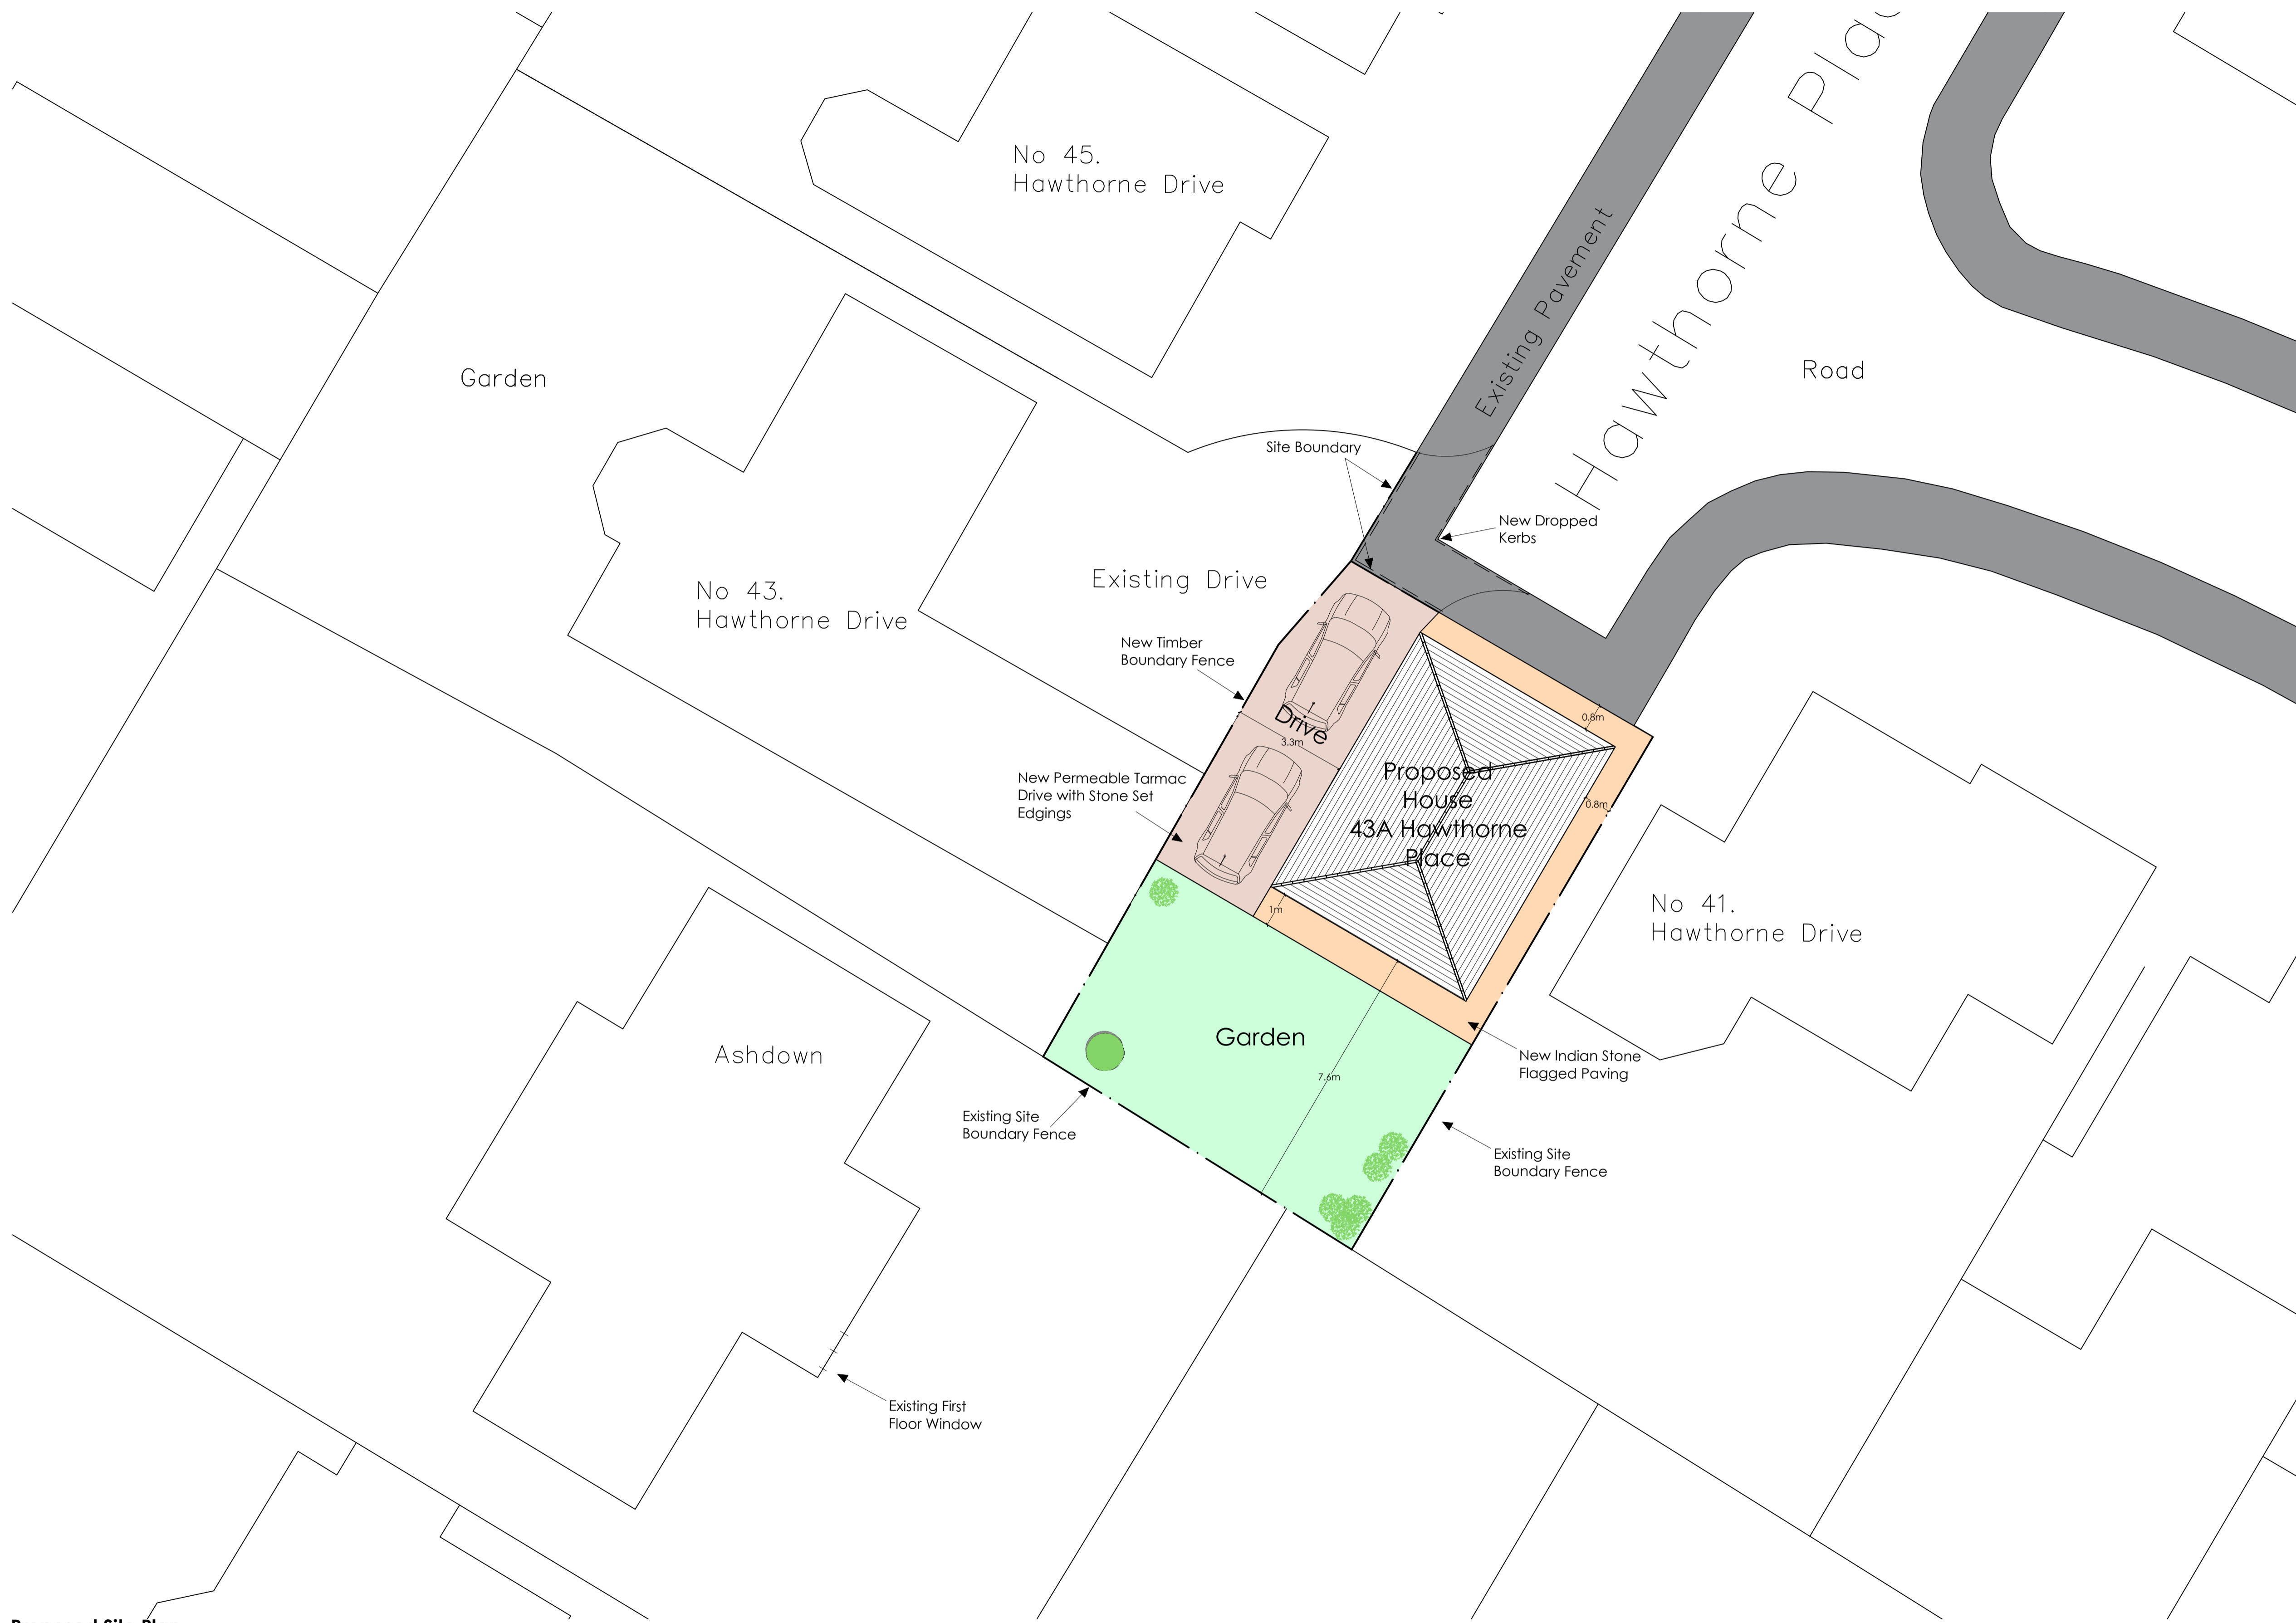 No 45.
Hawthorne Drive
Existing Pavement
Hawthorne
Road
Garden
Site Boundary
New Dropped
Kerbs
Existing Drive
No 43.
Hawthorne Drive
New Timber
Boundary Fence
Drive
3.3m
0.8m
New Permeable Tarmac
Drive with Stone Set
Edgings
Proposed
House
43A Hawthorne
Place
0.8m
1m
No 41.
Hawthorne Drive
Garden
7.6m
Ashdown
New Indian Stone
Flagged Paving
Existing Site
Boundary Fence
Existing Site
Boundary Fence
Existing First
Floor Window